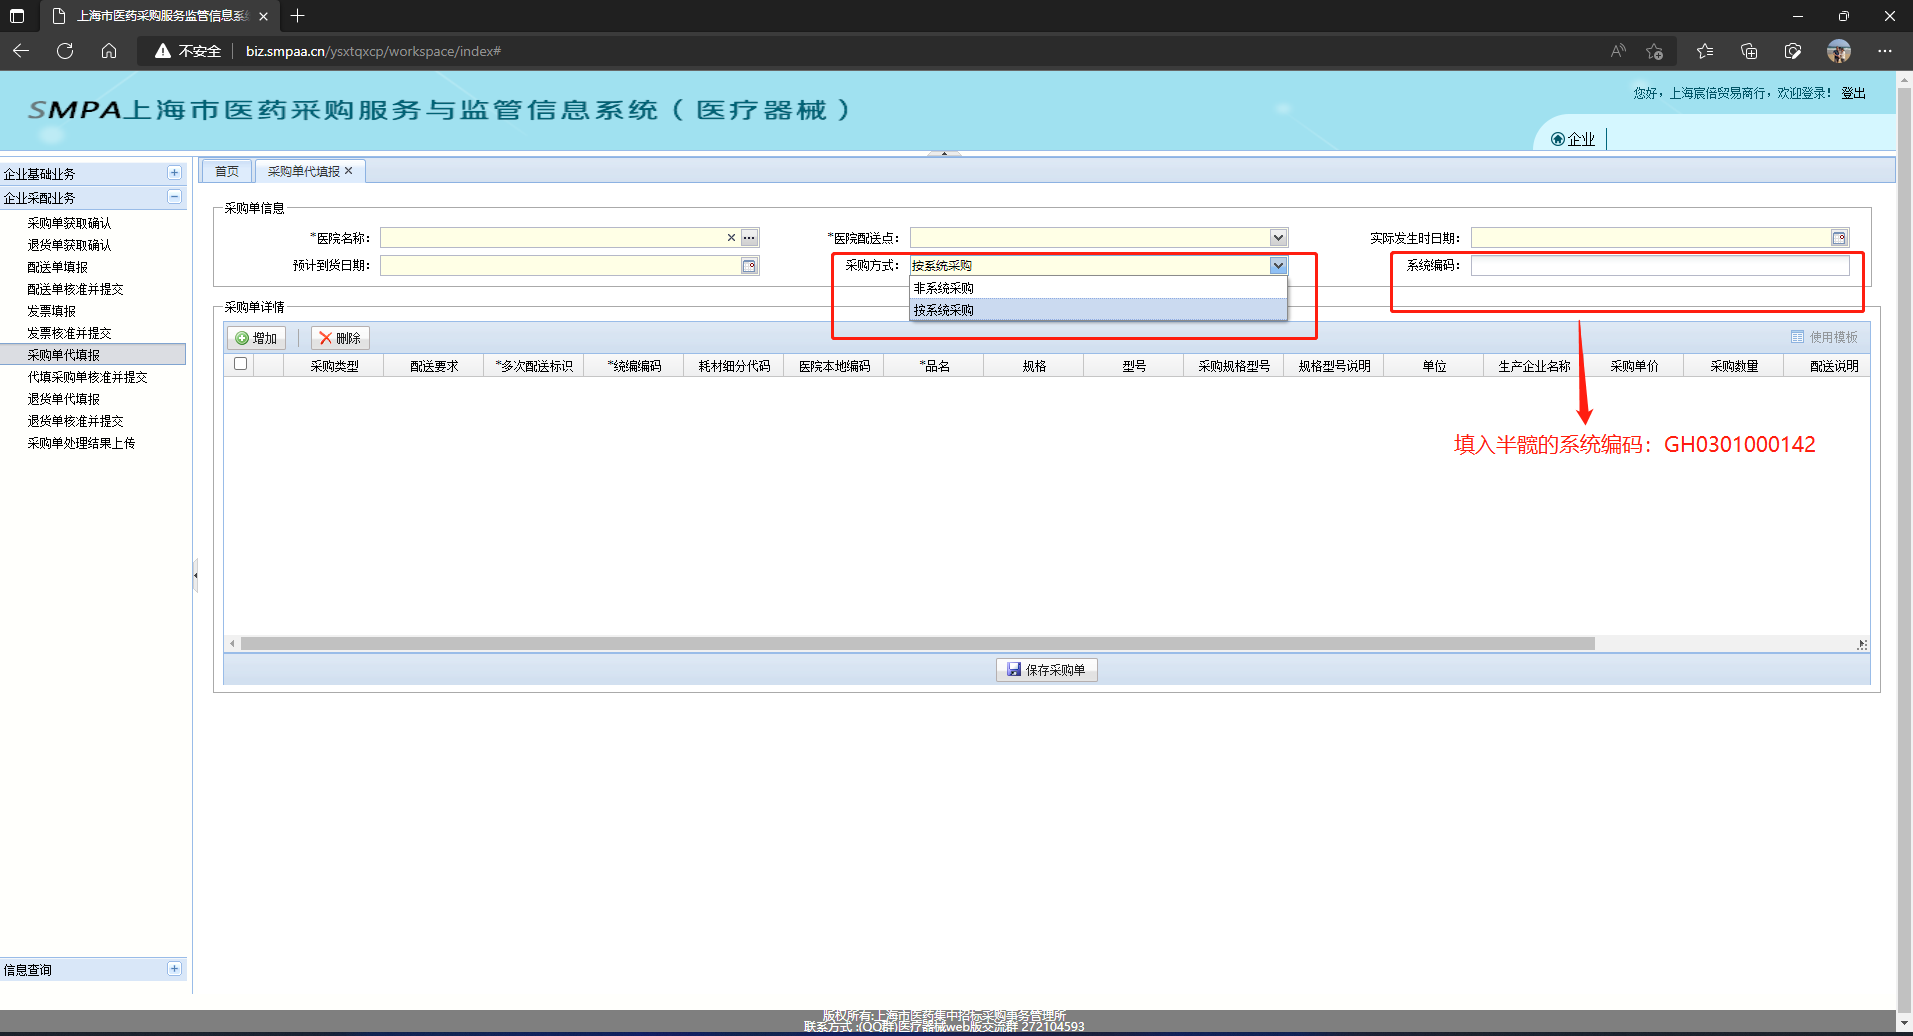 上海市医药采购服务监管信息系
不安全 biz.smpaa.cn/ysxtqxcp/workspace/index#
SMPA上海市医药采购服务与监管信息系统（医疗器械）
您好，上海宸倍贸易商行，欢迎登录！ 登出
企业
企业基础业务
企业采配业务
采购单获取确认
退货单获取确认
配送单填报
配送单核准并提交
发票填报
发票核准并提交
采购单代填报
代填采购单核准并提交
退货单代填报
退货单核准并提交
采购单处理结果上传
信息查询
首页 采购单代填报
采购单信息
*医院名称： *医院配送点： 实际发生时日期：
预计到货日期： 采购方式： 按系统采购 系统编码：
非系统采购
按系统采购
采购单详情
增加 删除 使用模板
采购类型 配送要求 *多次配送标识 *统编编码 耗材细分代码 医院本地编码 *品名 规格 型号 采购规格型号 规格型号说明 单位 生产企业名称 采购单价 采购数量 配送说明
填入半髋的系统编码：GH0301000142
保存采购单
版权所有:上海市医药集中招标采购事务管理所
联系方式 :(QQ群)医疗器械web版交流群 272104593